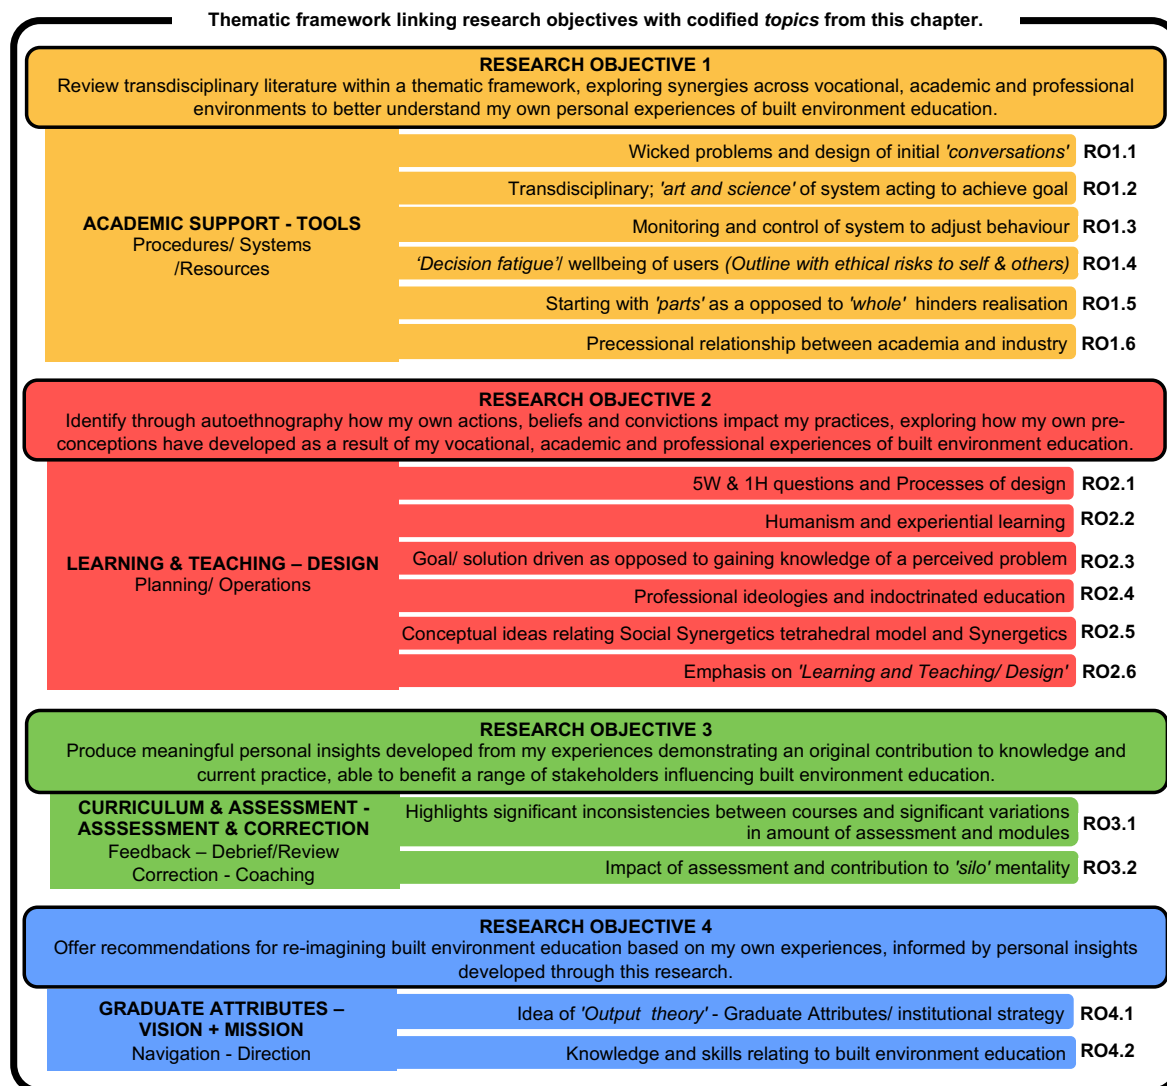 Thematic framework linking research objectives with codified topics from this chapter.
RESEARCH OBJECTIVE 1
Review transdisciplinary literature within a thematic framework, exploring synergies across vocational, academic and professional
environments to better understand my own personal experiences of built environment education.
ACADEMIC SUPPORT - TOOLS
Procedures/ Systems
/Resources
Wicked problems and design of initial 'conversations' RO1.1
Transdisciplinary; 'art and science' of system acting to achieve goal RO1.2
Monitoring and control of system to adjust behaviour RO1.3
‘Decision fatigue’/ wellbeing of users (Outline with ethical risks to self & others) RO1.4
Starting with 'parts' as a opposed to 'whole' hinders realisation RO1.5
Precessional relationship between academia and industry RO1.6
RESEARCH OBJECTIVE 2
Identify through autoethnography how my own actions, beliefs and convictions impact my practices, exploring how my own pre-
conceptions have developed as a result of my vocational, academic and professional experiences of built environment education.
LEARNING & TEACHING – DESIGN
Planning/ Operations
5W & 1H questions and Processes of design RO2.1
Humanism and experiential learning RO2.2
Goal/ solution driven as opposed to gaining knowledge of a perceived problem RO2.3
Professional ideologies and indoctrinated education RO2.4
Conceptual ideas relating Social Synergetics tetrahedral model and Synergetics RO2.5
Emphasis on 'Learning and Teaching/ Design' RO2.6
RESEARCH OBJECTIVE 3
Produce meaningful personal insights developed from my experiences demonstrating an original contribution to knowledge and
current practice, able to benefit a range of stakeholders influencing built environment education.
CURRICULUM & ASSESSMENT -
ASSSESSMENT & CORRECTION
Feedback – Debrief/Review
Correction - Coaching
Highlights significant inconsistencies between courses and significant variations
in amount of assessment and modules RO3.1
Impact of assessment and contribution to 'silo' mentality RO3.2
RESEARCH OBJECTIVE 4
Offer recommendations for re-imagining built environment education based on my own experiences, informed by personal insights
developed through this research.
GRADUATE ATTRIBUTES –
VISION + MISSION
Navigation - Direction
Idea of 'Output theory' - Graduate Attributes/ institutional strategy RO4.1
Knowledge and skills relating to built environment education RO4.2